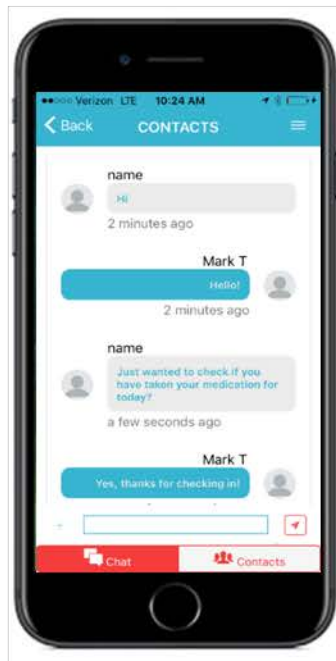 Verizon LTE 10:24 AM
Back CONTACTS
name
Hi
2 minutes ago
Mark T
Hello!
2 minutes ago
name
Just wanted to check if you
have taken your medication for
today?
a few seconds ago
Mark T
Yes, thanks for checking in!
Chat Contacts